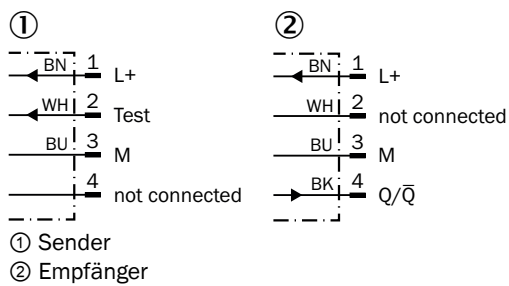 ① ②
BN 1 L+ BN 1 L+
WH 2 Test WH 2 not connected
BU 3 M BU 3 M
4 not connected BK 4 Q/Q̅
① Sender
② Empfänger